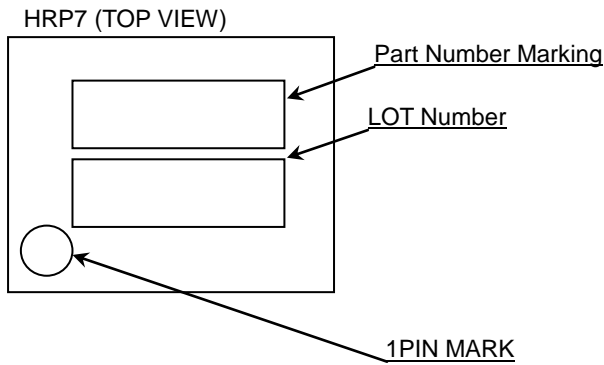 HRP7 (TOP VIEW)
Part Number Marking
LOT Number
1PIN MARK